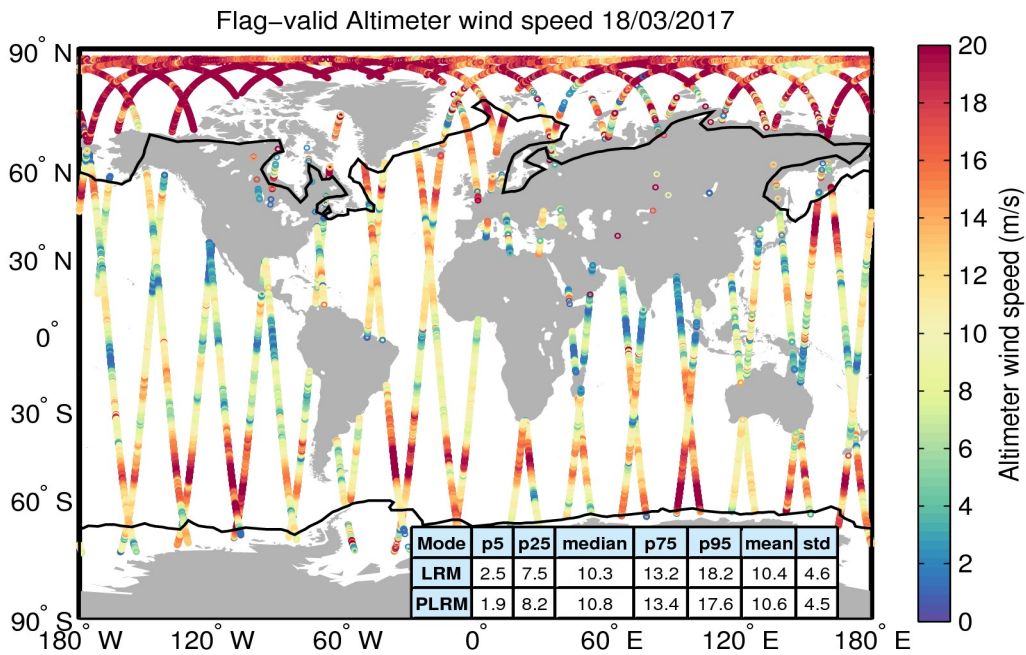 Flag−valid Altimeter wind speed 18/03/2017
90° N
60° N
30° N
0°
30° S
60° S
90° S
180° W
120° W
60° W
0°
60° E
120° E
180° E
Mode p5 p25 median p75 p95 mean std
LRM 2.5 7.5 10.3 13.2 18.2 10.4 4.6
PLRM 1.9 8.2 10.8 13.4 17.6 10.6 4.5
20
18
16
14
12
10
8
6
4
2
0
Altimeter wind speed (m/s)